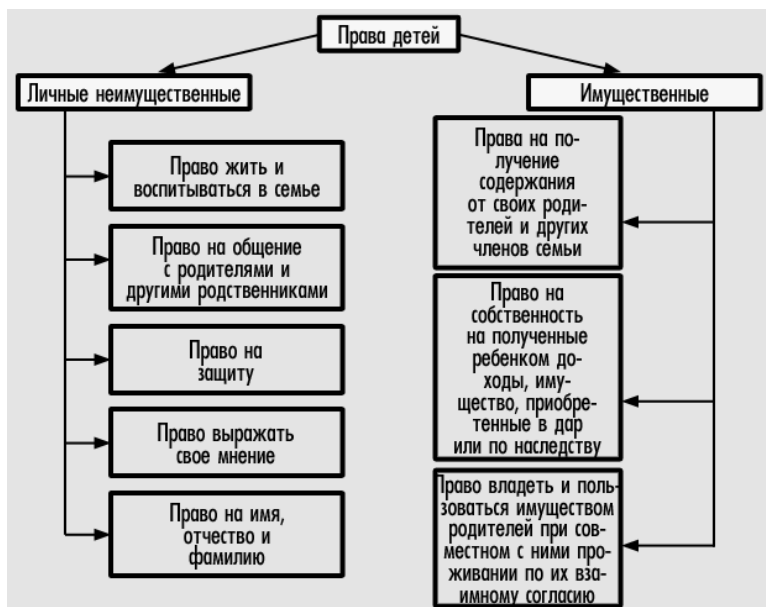 Права детей
Личные неимущественные
Право жить и
воспитываться в семье
Право на общение
с родителями и
другими родственниками
Право на
защиту
Право выражать
свое мнение
Право на имя,
отчество и
фамилию
Имущественные
Права на по-
лучение
содержания
от своих роди-
телей и других
членов семьи
Право на
собственность
на полученные
ребенком до-
ходы, иму-
щество, приобре-
тенные в дар
или по наследству
Право владеть и поль-
зоваться имуществом
родителей при сов-
местном с ними про-
живании по их вза-
имному согласию